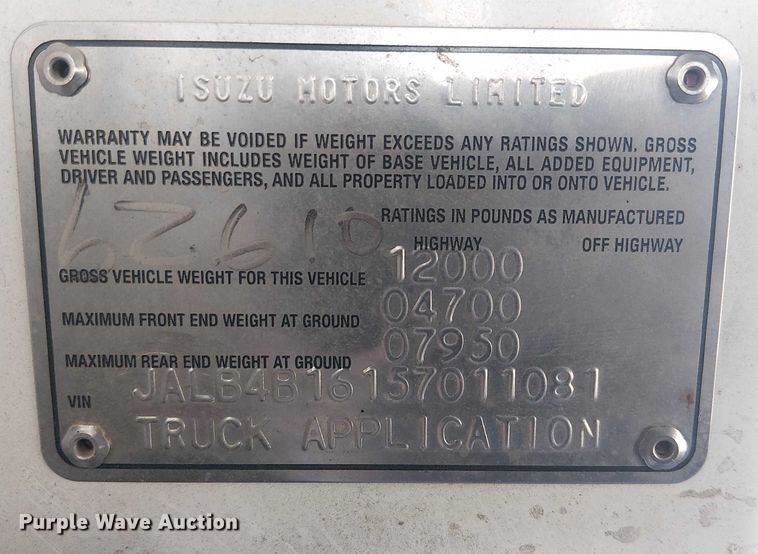 ISUZU MOTORS LIMITED
WARRANTY MAY BE VOIDED IF WEIGHT EXCEEDS ANY RATINGS SHOWN. GROSS
VEHICLE WEIGHT INCLUDES WEIGHT OF BASE VEHICLE, ALL ADDED EQUIPMENT,
DRIVER AND PASSENGERS, AND ALL PROPERTY LOADED INTO OR ONTO VEHICLE.
RATINGS IN POUNDS AS MANUFACTURED
HIGHWAY OFF HIGHWAY
GROSS VEHICLE WEIGHT FOR THIS VEHICLE 12000
MAXIMUM FRONT END WEIGHT AT GROUND 04700
MAXIMUM REAR END WEIGHT AT GROUND 07950
VIN JALB4B16157011081
TRUCK APPLICATION
Purple Wave Auction